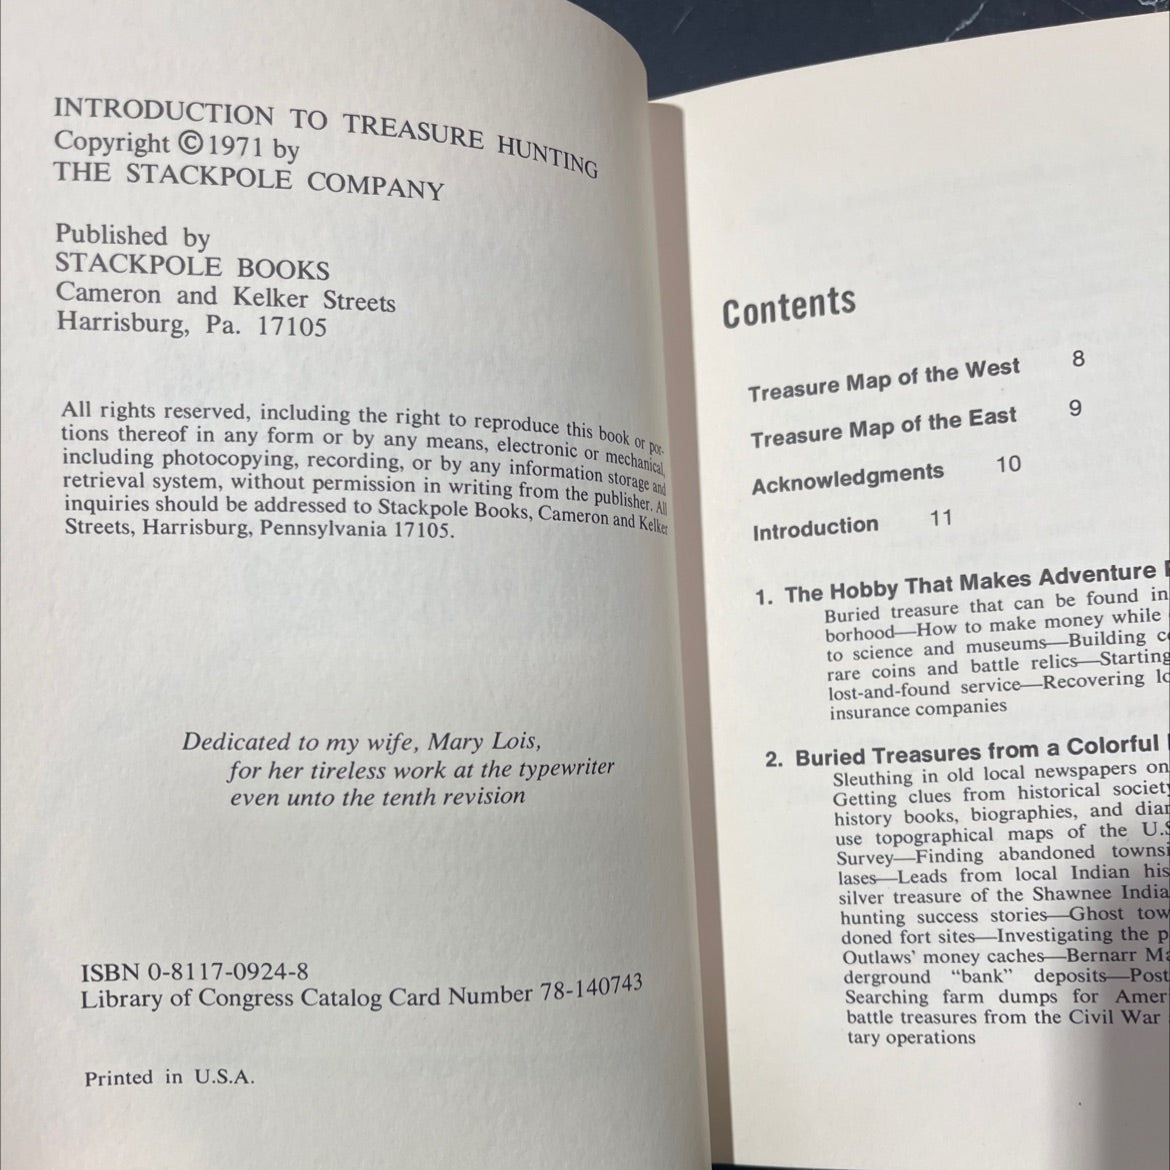 INTRODUCTION TO TREASURE HUNTING
Copyright © 1971 by
THE STACKPOLE COMPANY
Published by
STACKPOLE BOOKS
Cameron and Kelker Streets
Harrisburg, Pa. 17105
All rights reserved, including the right to reproduce this book or por-
tions thereof in any form or by any means, electronic or mechanical,
including photocopying, recording, or by any information storage and
retrieval system, without permission in writing from the publisher. All
inquiries should be addressed to Stackpole Books, Cameron and Kelker
Streets, Harrisburg, Pennsylvania 17105.
Dedicated to my wife, Mary Lois,
for her tireless work at the typewriter
even unto the tenth revision
ISBN 0-8117-0924-8
Library of Congress Catalog Card Number 78-140743
Printed in U.S.A.
Contents
Treasure Map of the West 8
Treasure Map of the East 9
Acknowledgments 10
Introduction 11
1. The Hobby That Makes Adventure
Buried treasure that can be found in
borhood—How to make money while
to science and museums—Building
rare coins and battle relics—Starting
lost-and-found service—Recovering
insurance companies
2. Buried Treasures from a Colorful
Sleuthing in old local newspapers on
Getting clues from historical society
history books, biographies, and
use topographical maps of the U.S
Survey—Finding abandoned
lases—Leads from local Indian
silver treasure of the Shawnee
hunting success stories—Ghost
doned fort sites—Investigating the
Outlaws' money caches—Bernarr
derground "bank" deposits—Post
Searching farm dumps for
battle treasures from the Civil War
tary operations